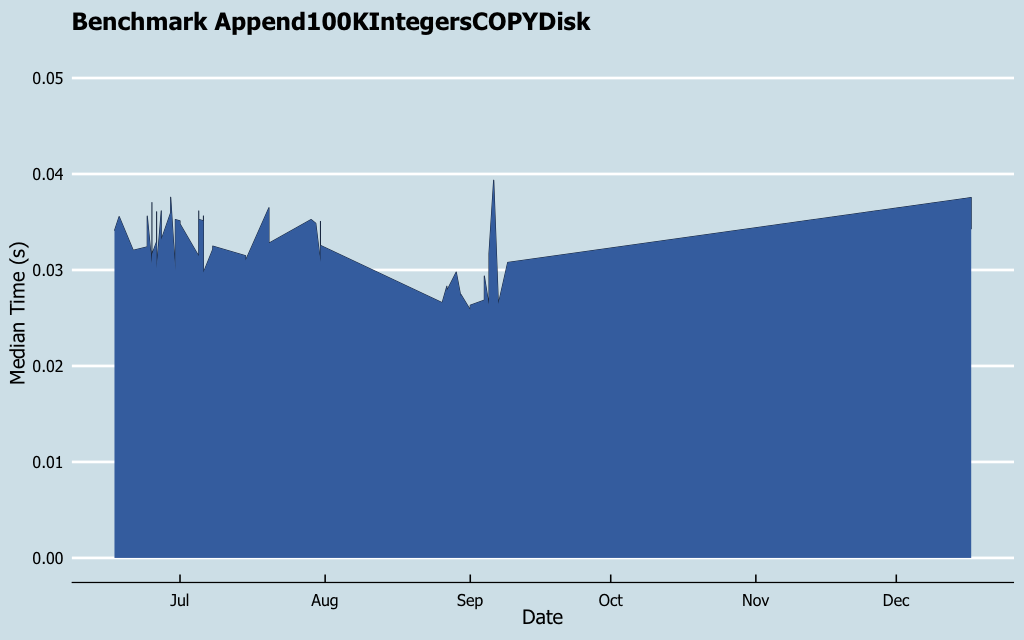 Benchmark Append100KIntegersCOPYDisk
0.05
0.04
0.03
0.02
0.01
0.00
Median Time (s)
Jul Aug Sep Oct Nov Dec
Date